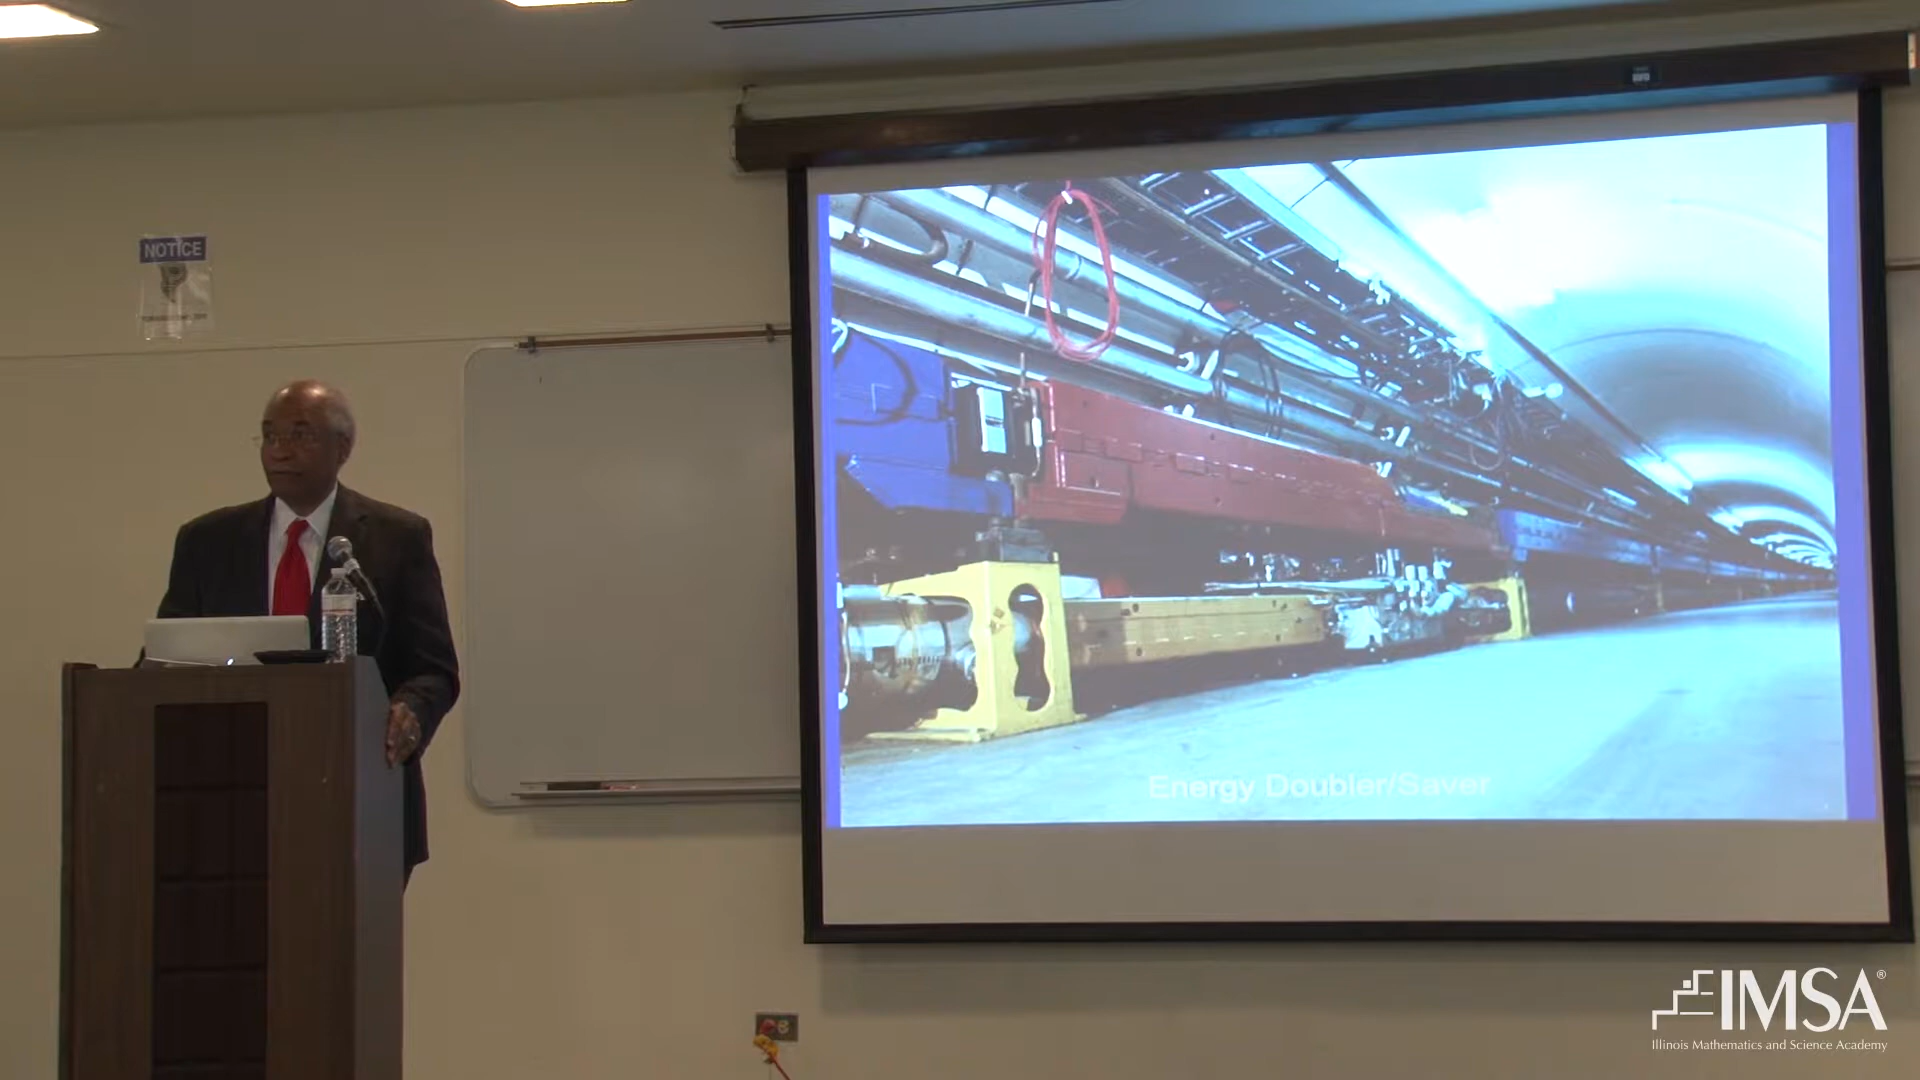 NOTICE
Energy Doubler/Saver
IMSA®
Illinois Mathematics and Science Academy